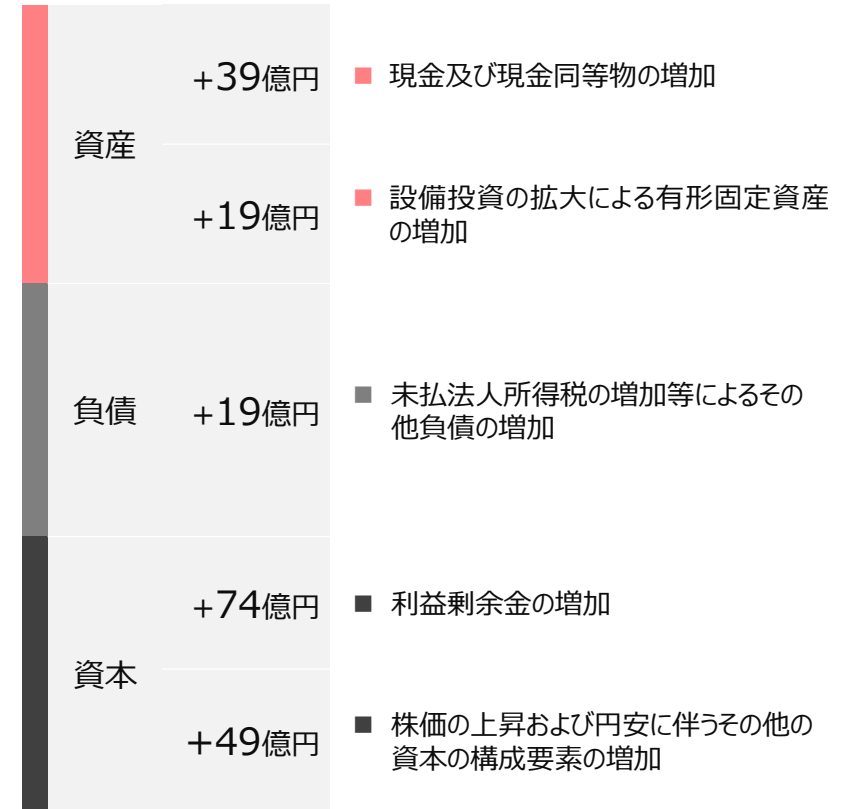 資産
+39億円
■ 現金及び現金同等物の増加
+19億円
■ 設備投資の拡大による有形固定資産
の増加
負債
+19億円
■ 未払法人所得税の増加等によるその
他負債の増加
資本
+74億円
■ 利益剰余金の増加
+49億円
■ 株価の上昇および円安に伴うその他の
資本の構成要素の増加